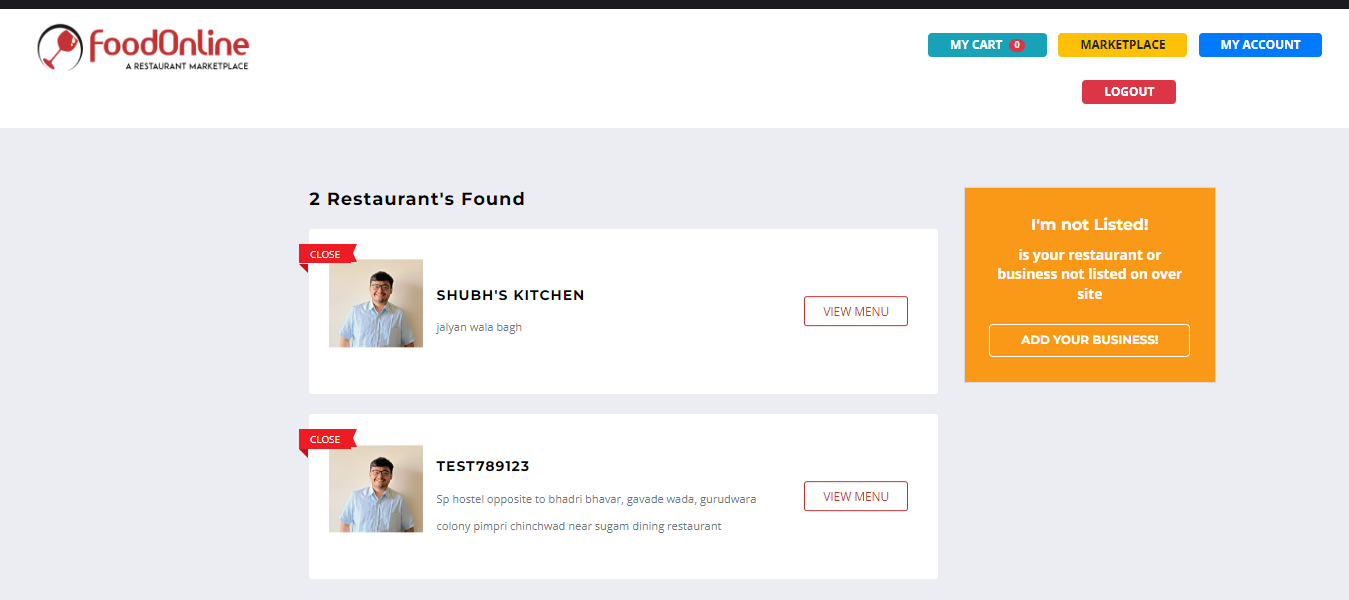 FoodOnline
A RESTAURANT MARKETPLACE
MY CART 0
MARKETPLACE
MY ACCOUNT
LOGOUT
2 Restaurant's Found
CLOSE
SHUBH'S KITCHEN
jalyan wala bagh
VIEW MENU
CLOSE
TEST789123
Sp hostel opposite to bhadri bhavar, gavade wada, gurudwara
colony pimpri chinchwad near sugam dining restaurant
VIEW MENU
I'm not Listed!
is your restaurant or
business not listed on over
site
ADD YOUR BUSINESS!